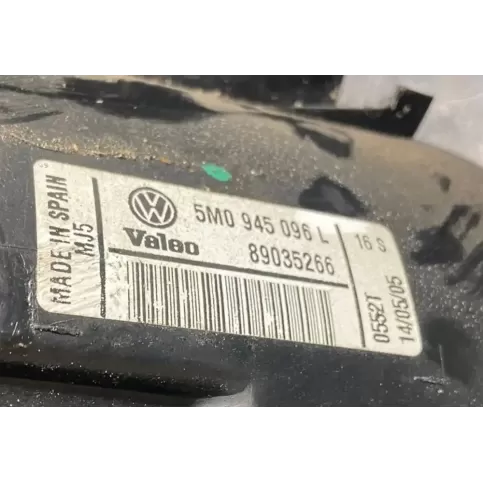 MADE IN SPAIN
MJ5
5M0 945 096 L
Valeo
89035266
16 S
0552T
14/05/05